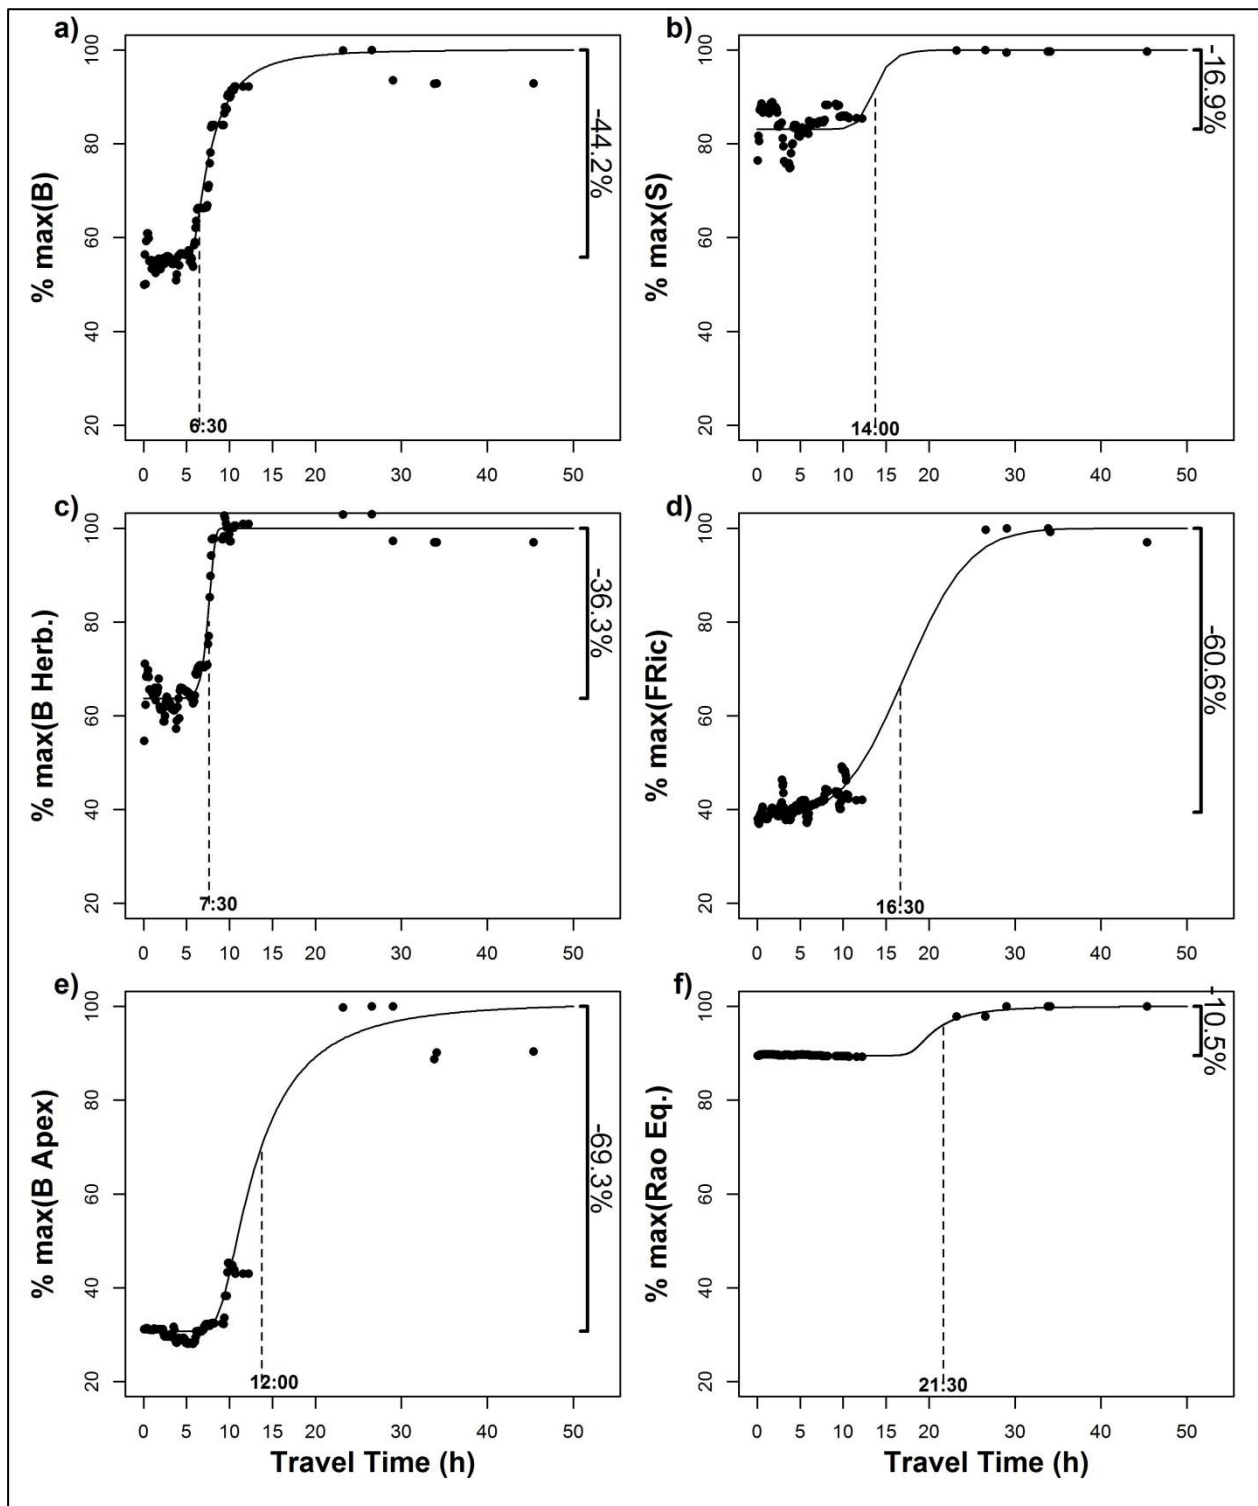 a)
% max(B)
100
80
60
40
20
-44.2%
6:30
0 5 10 15 20 30 40 50
b)
% max(S)
100
80
60
40
20
-16.9%
14:00
0 5 10 15 20 30 40 50
c)
% max(B Herb.)
100
80
60
40
20
-36.3%
7:30
0 5 10 15 20 30 40 50
d)
% max(FRic)
100
80
60
40
20
-60.6%
16:30
0 5 10 15 20 30 40 50
e)
% max(B Apex)
100
80
60
40
20
-69.3%
12:00
0 5 10 15 20 30 40 50
Travel Time (h)
f)
% max(Rao Eq.)
100
80
60
40
20
-10.5%
21:30
0 5 10 15 20 30 40 50
Travel Time (h)